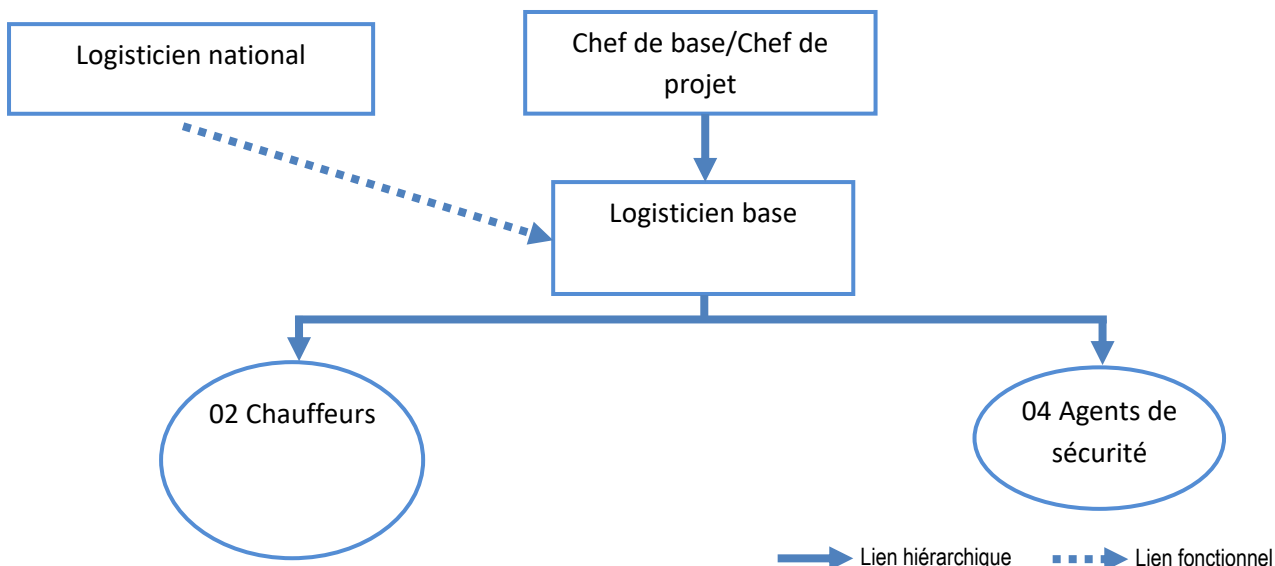 Logisticien national
Chef de base/Chef de
projet
Logisticien base
02 Chauffeurs
04 Agents de
sécurité
Lien hiérarchique
Lien fonctionnel